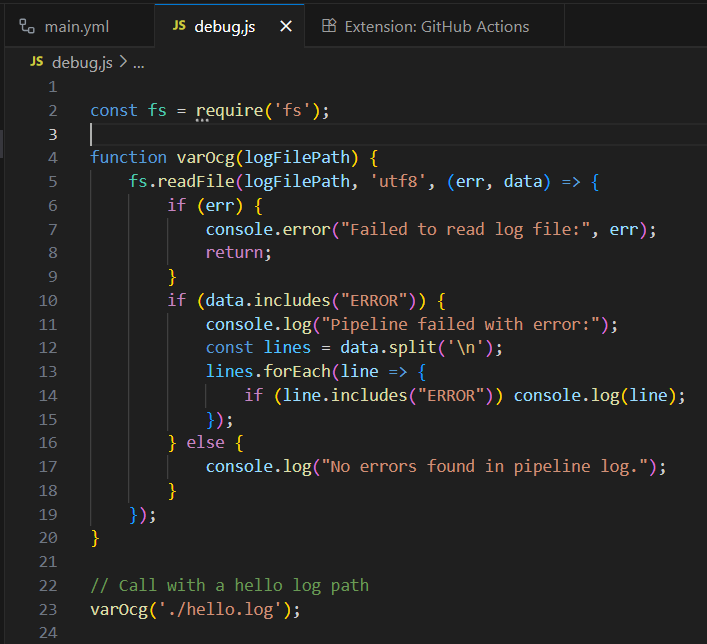 main.yml
JS debug.js
Extension: GitHub Actions
JS debug.js > ...
1
2 const fs = require('fs');
3
4 function varOcg(logFilePath) {
5     fs.readFile(logFilePath, 'utf8', (err, data) => {
6         if (err) {
7             console.error("Failed to read log file:", err);
8             return;
9         }
10         if (data.includes("ERROR")) {
11             console.log("Pipeline failed with error:");
12             const lines = data.split('\n');
13             lines.forEach(line => {
14                 if (line.includes("ERROR")) console.log(line);
15             });
16         } else {
17             console.log("No errors found in pipeline log.");
18         }
19     });
20 }
21
22 // Call with a hello log path
23 varOcg('./hello.log');
24